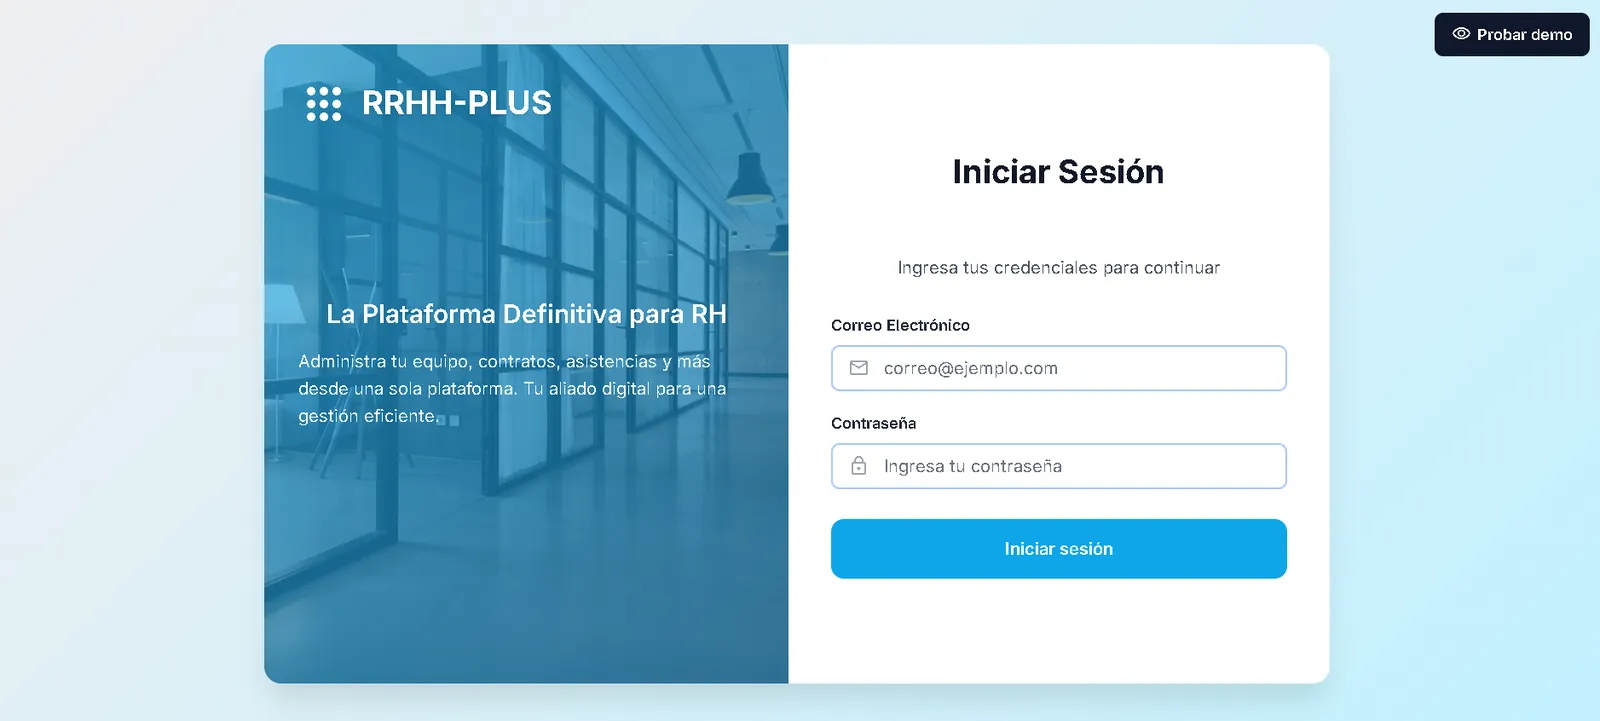 Probar demo
RRHH-PLUS
La Plataforma Definitiva para RH
Administra tu equipo, contratos, asistencias y más
desde una sola plataforma. Tu aliado digital para una
gestión eficiente.
Iniciar Sesión
Ingresa tus credenciales para continuar
Correo Electrónico
correo@ejemplo.com
Contraseña
Ingresa tu contraseña
Iniciar sesión